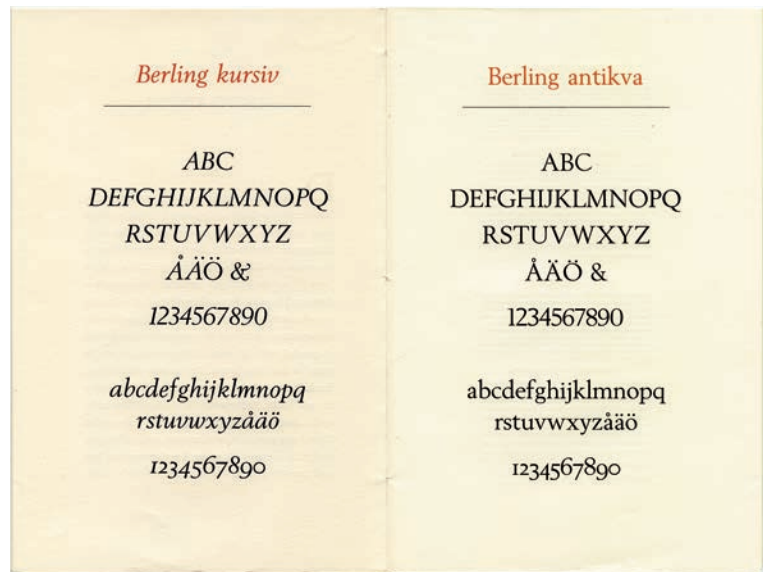 Berling kursiv
ABC
DEFGHIJKLMNOPQ
RSTUVWXYZ
ÅÄÖ &
1234567890
abcdefghijklmnopq
rstuvwxyzåäö
1234567890
Berling antikva
ABC
DEFGHIJKLMNOPQ
RSTUVWXYZ
ÅÄÖ &
1234567890
abcdefghijklmnopq
rstuvwxyzåäö
1234567890